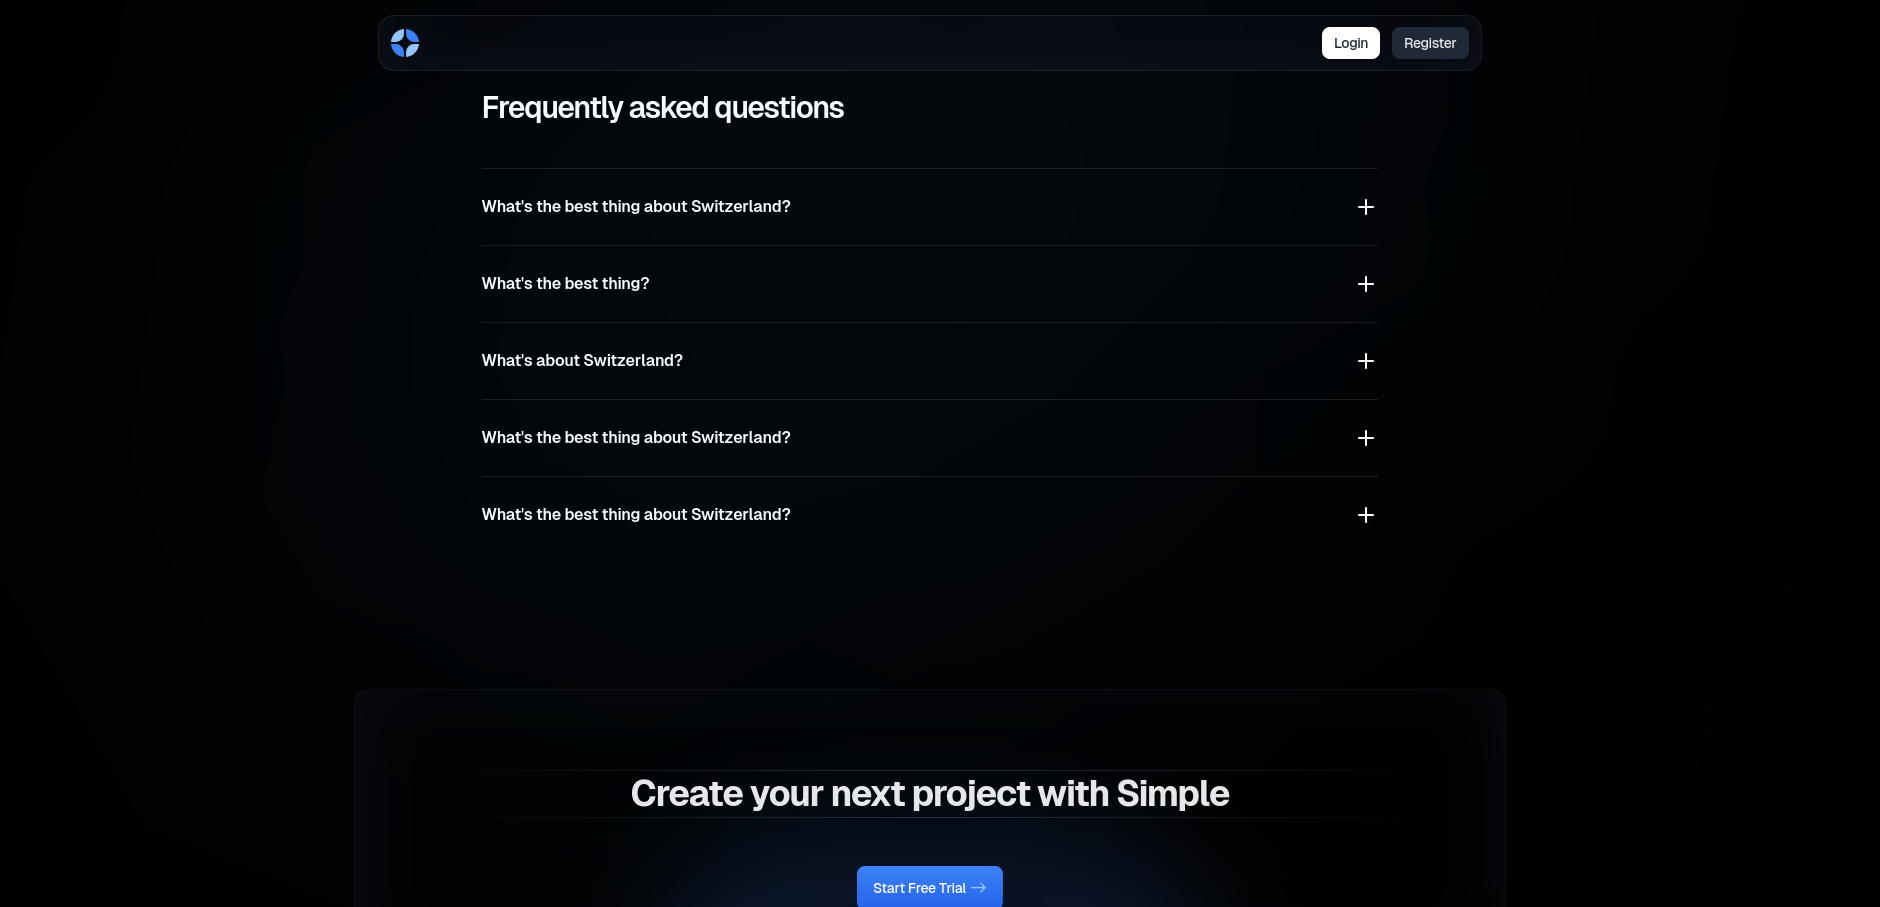 Login
Register
Frequently asked questions
What's the best thing about Switzerland?
What's the best thing?
What's about Switzerland?
What's the best thing about Switzerland?
What's the best thing about Switzerland?
Create your next project with Simple
Start Free Trial ->